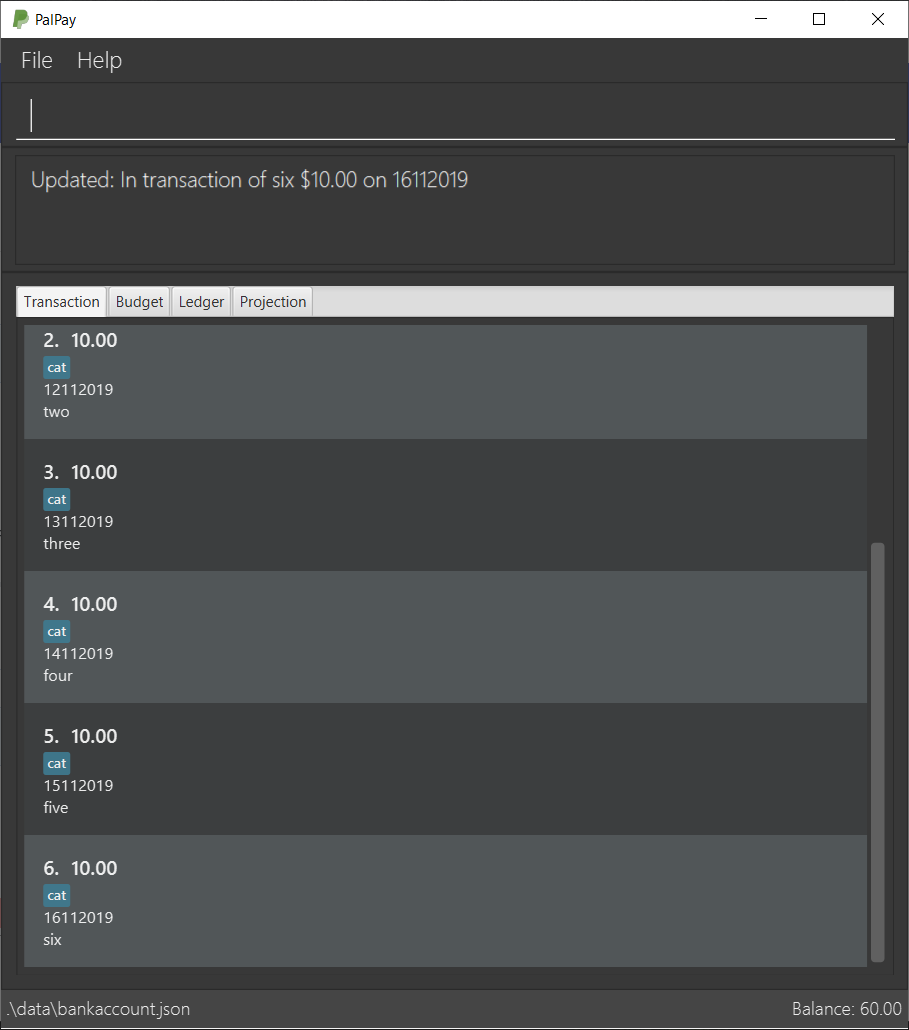 PalPay
File Help
Updated: In transaction of six $10.00 on 16112019
Transaction Budget Ledger Projection
2. 10.00
cat
12112019
two
3. 10.00
cat
13112019
three
4. 10.00
cat
14112019
four
5. 10.00
cat
15112019
five
6. 10.00
cat
16112019
six
.\data\bankaccount.json Balance: 60.00